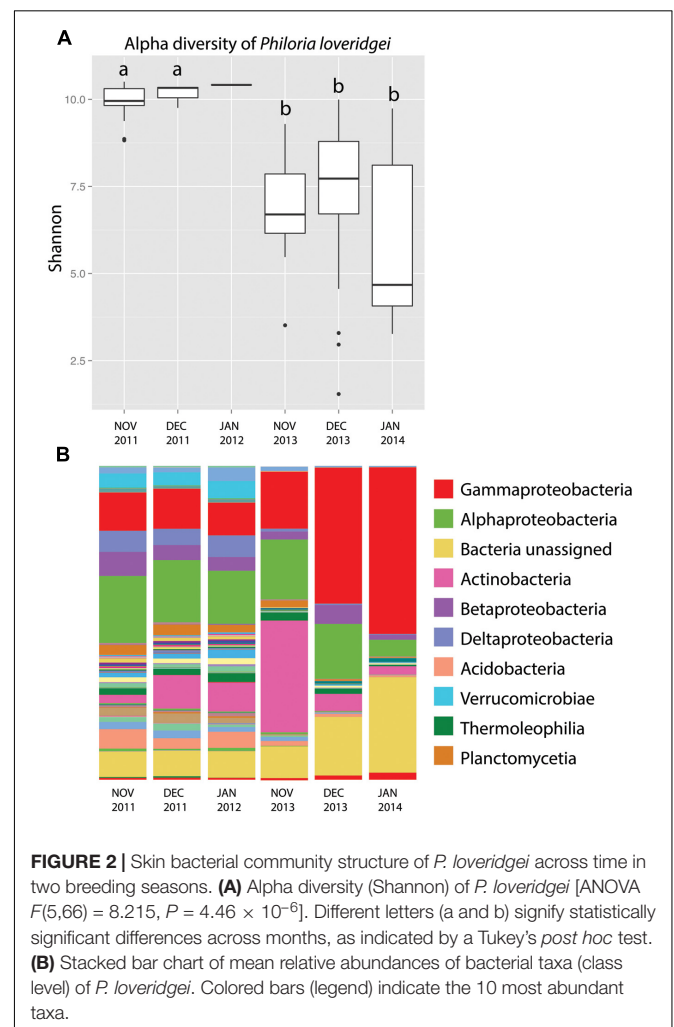 A
Alpha diversity of Philoria loveridgei
a
a
b
b
b
10.0
7.5
5.0
2.5
Shannon
NOV
2011
DEC
2011
JAN
2012
NOV
2013
DEC
2013
JAN
2014
B
Gammaproteobacteria
Alphaproteobacteria
Bacteria unassigned
Actinobacteria
Betaproteobacteria
Deltaproteobacteria
Acidobacteria
Verrucomicrobiae
Thermoleophilia
Planctomycetia
NOV
2011
DEC
2011
JAN
2012
NOV
2013
DEC
2013
JAN
2014
FIGURE 2 | Skin bacterial community structure of P. loveridgei across time in
two breeding seasons. (A) Alpha diversity (Shannon) of P. loveridgei [ANOVA
F(5,66) = 8.215, P = 4.46 × 10–6]. Different letters (a and b) signify statistically
significant differences across months, as indicated by a Tukey's post hoc test.
(B) Stacked bar chart of mean relative abundances of bacterial taxa (class
level) of P. loveridgei. Colored bars (legend) indicate the 10 most abundant
taxa.